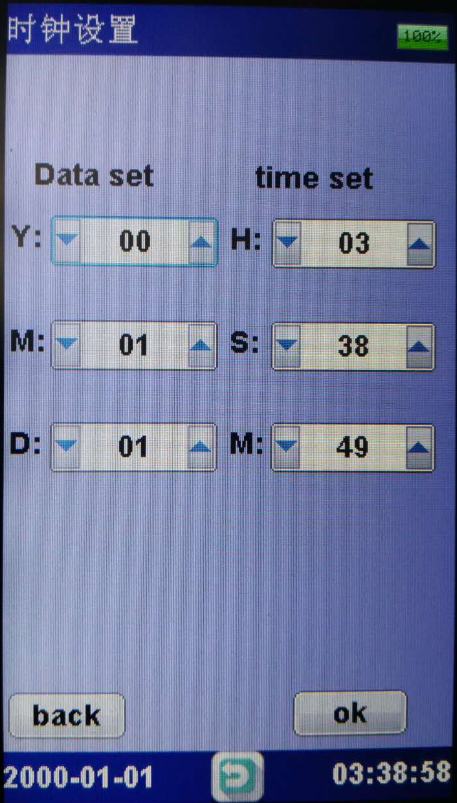 时钟设置 100%
Data set time set
Y: 00 H: 03
M: 01 S: 38
D: 01 M: 49
back ok
2000-01-01 03:38:58